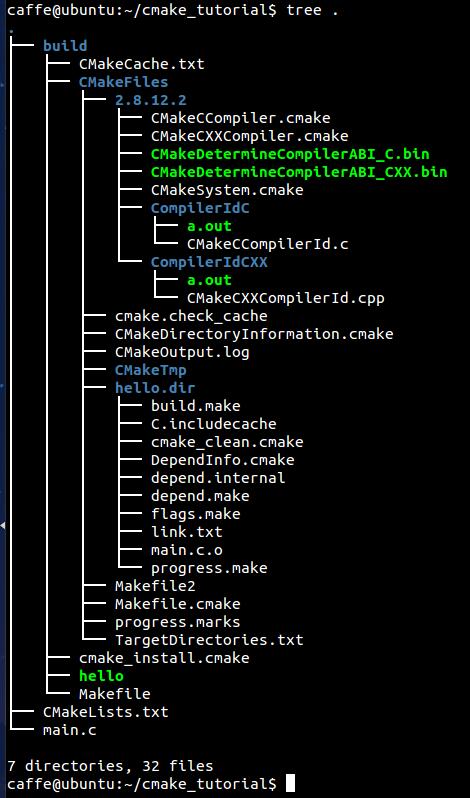 caffe@ubuntu:~/cmake_tutorial$ tree .
.
├── build
│   ├── CMakeCache.txt
│   ├── CMakeFiles
│   │   ├── 2.8.12.2
│   │   │   ├── CMakeCCompiler.cmake
│   │   │   ├── CMakeCXXCompiler.cmake
│   │   │   ├── CMakeDetermineCompilerABI_C.bin
│   │   │   ├── CMakeDetermineCompilerABI_CXX.bin
│   │   │   ├── CMakeSystem.cmake
│   │   │   ├── CompilerIdC
│   │   │   │   ├── a.out
│   │   │   │   └── CMakeCCompilerId.c
│   │   │   └── CompilerIdCXX
│   │   │       ├── a.out
│   │   │       └── CMakeCXXCompilerId.cpp
│   │   ├── cmake.check_cache
│   │   ├── CMakeDirectoryInformation.cmake
│   │   ├── CMakeOutput.log
│   │   ├── CMakeTmp
│   │   ├── hello.dir
│   │   │   ├── build.make
│   │   │   ├── C.includecache
│   │   │   ├── cmake_clean.cmake
│   │   │   ├── DependInfo.cmake
│   │   │   ├── depend.internal
│   │   │   ├── depend.make
│   │   │   ├── flags.make
│   │   │   ├── link.txt
│   │   │   ├── main.c.o
│   │   │   └── progress.make
│   │   ├── Makefile2
│   │   ├── Makefile.cmake
│   │   ├── progress.marks
│   │   └── TargetDirectories.txt
│   ├── cmake_install.cmake
│   ├── hello
│   └── Makefile
├── CMakeLists.txt
└── main.c
7 directories, 32 files
caffe@ubuntu:~/cmake_tutorial$